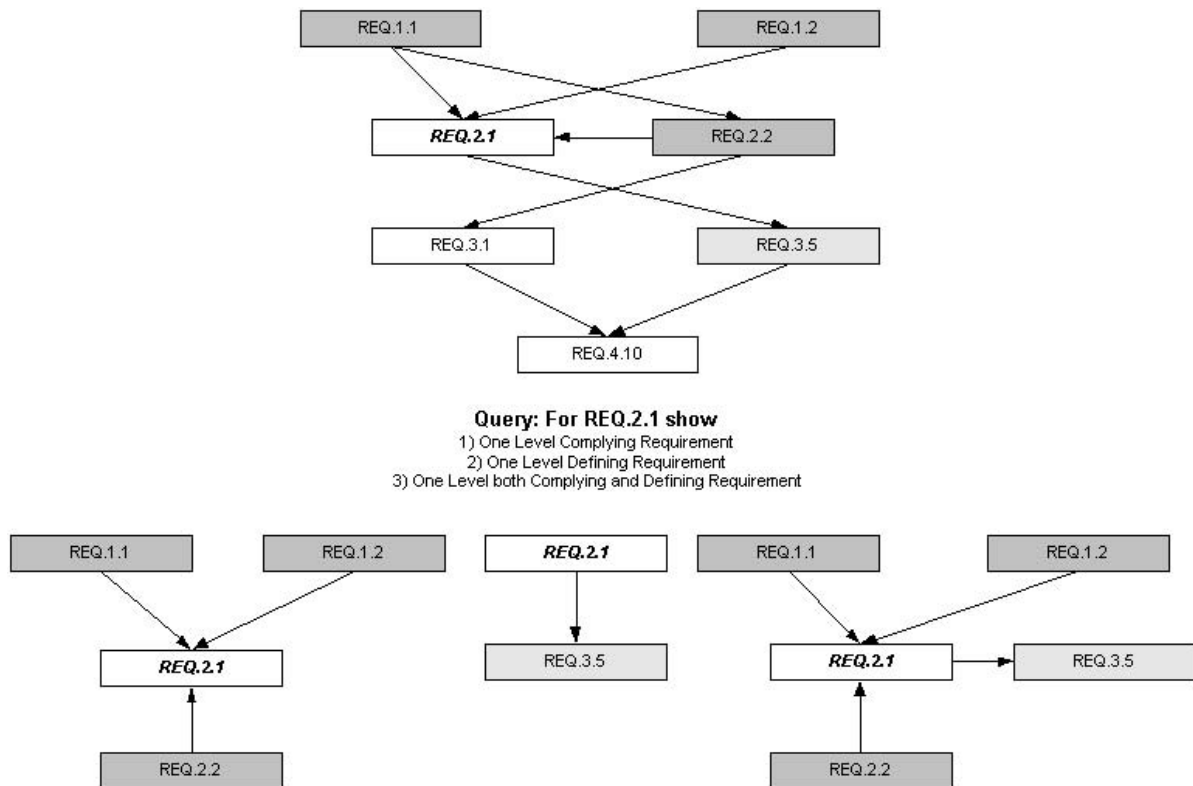 REQ.1.1
REQ.1.2
REQ.2.1
REQ.2.2
REQ.3.1
REQ.3.5
REQ.4.10
Query: For REQ.2.1 show
1) One Level Complying Requirement
2) One Level Defining Requirement
3) One Level both Complying and Defining Requirement
REQ.1.1
REQ.1.2
REQ.2.1
REQ.2.2
REQ.2.1
REQ.3.5
REQ.1.1
REQ.1.2
REQ.2.1
REQ.3.5
REQ.2.2